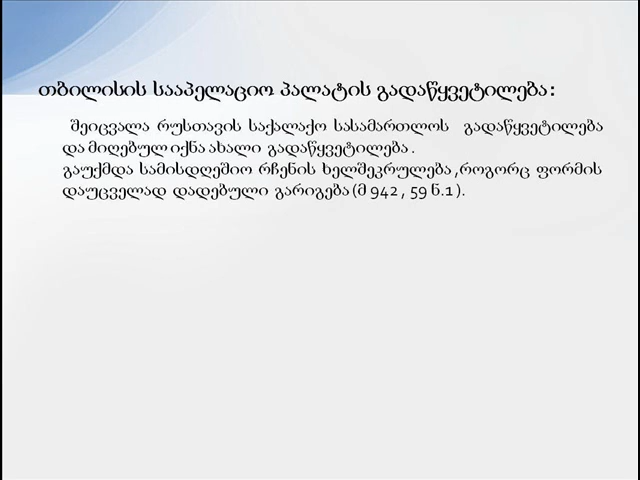 თბილისის სააპელაციო პალატის გადაწყვეტილება:
შეიცვალა რუსთავის საქალაქო სასამართლოს გადაწყვეტილება
და მიღებულ იქნა ახალი გადაწყვეტილება.
გაუქმდა სამისდღეშიო რჩენის ხელშეკრულება,როგორც ფორმის
დაუცველად დადებული გარიგება(მ 942, 59 ნ.1).